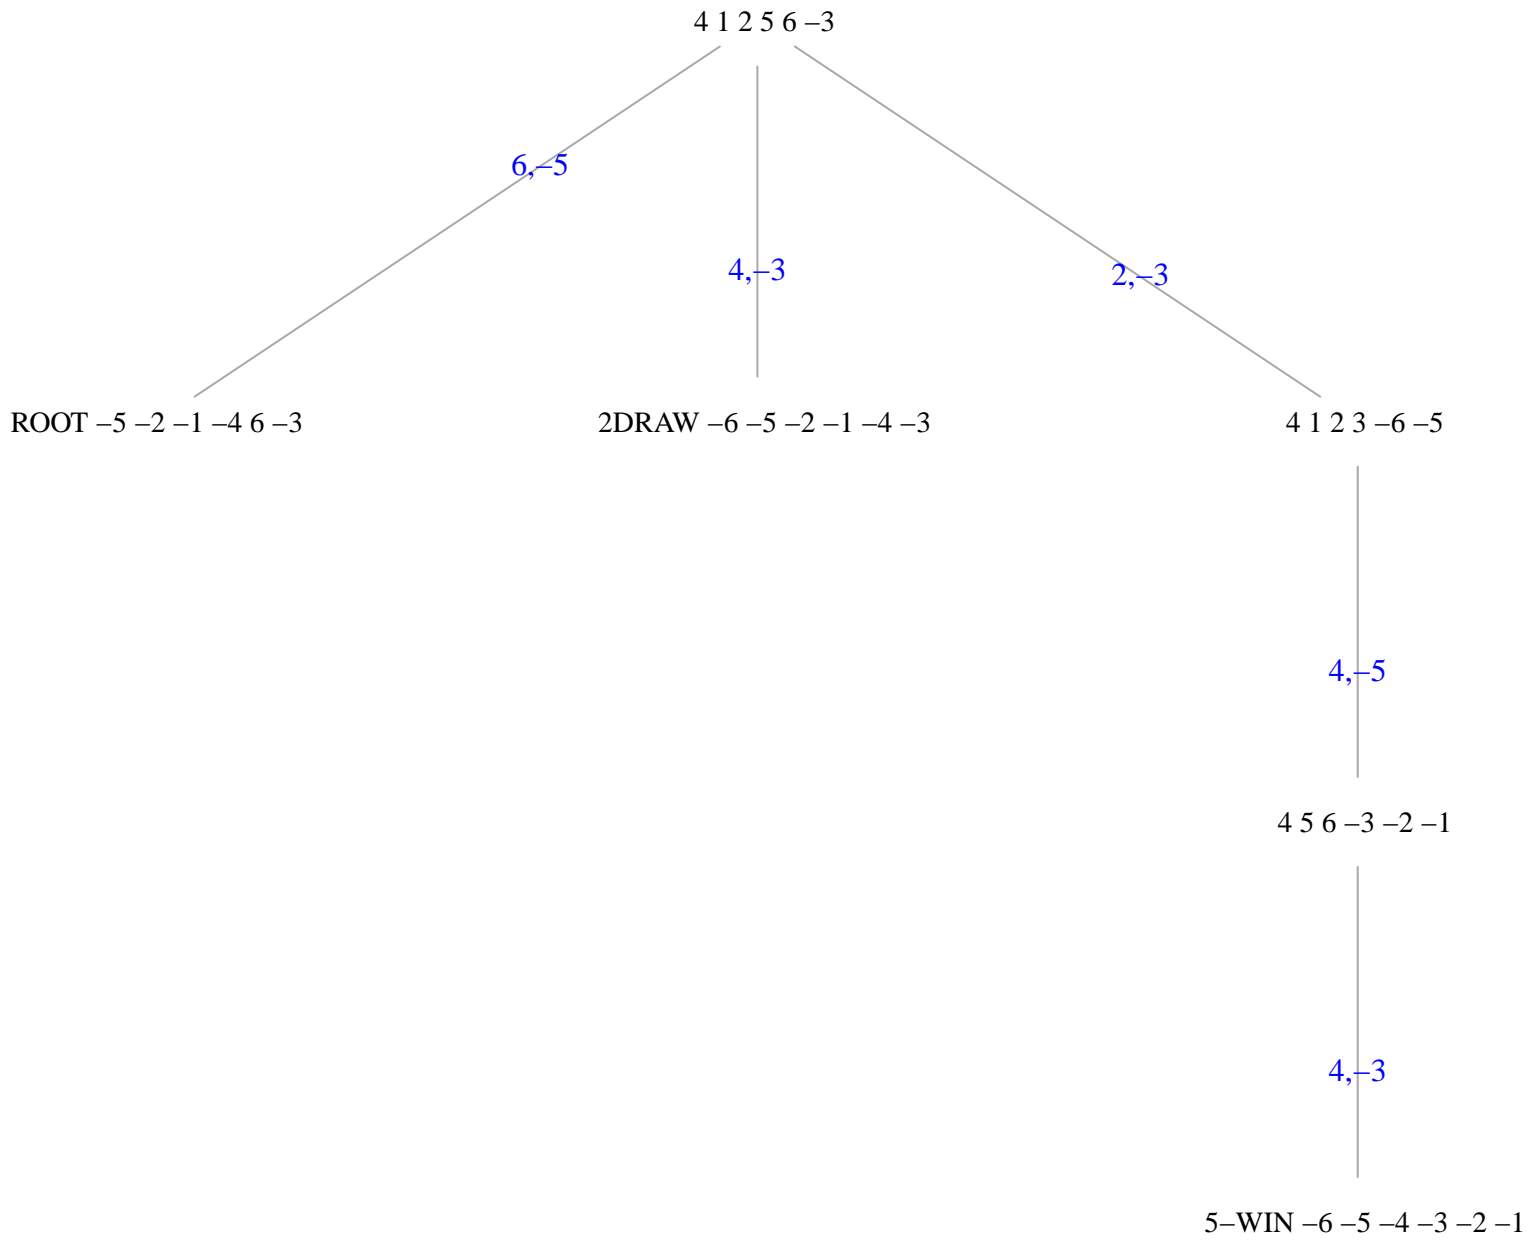 4 1 2 5 6 –3
6,–5
4,–3
2,–3
ROOT –5 –2 –1 –4 6 –3
2DRAW –6 –5 –2 –1 –4 –3
4 1 2 3 –6 –5
4,–5
4 5 6 –3 –2 –1
4,–3
5–WIN –6 –5 –4 –3 –2 –1